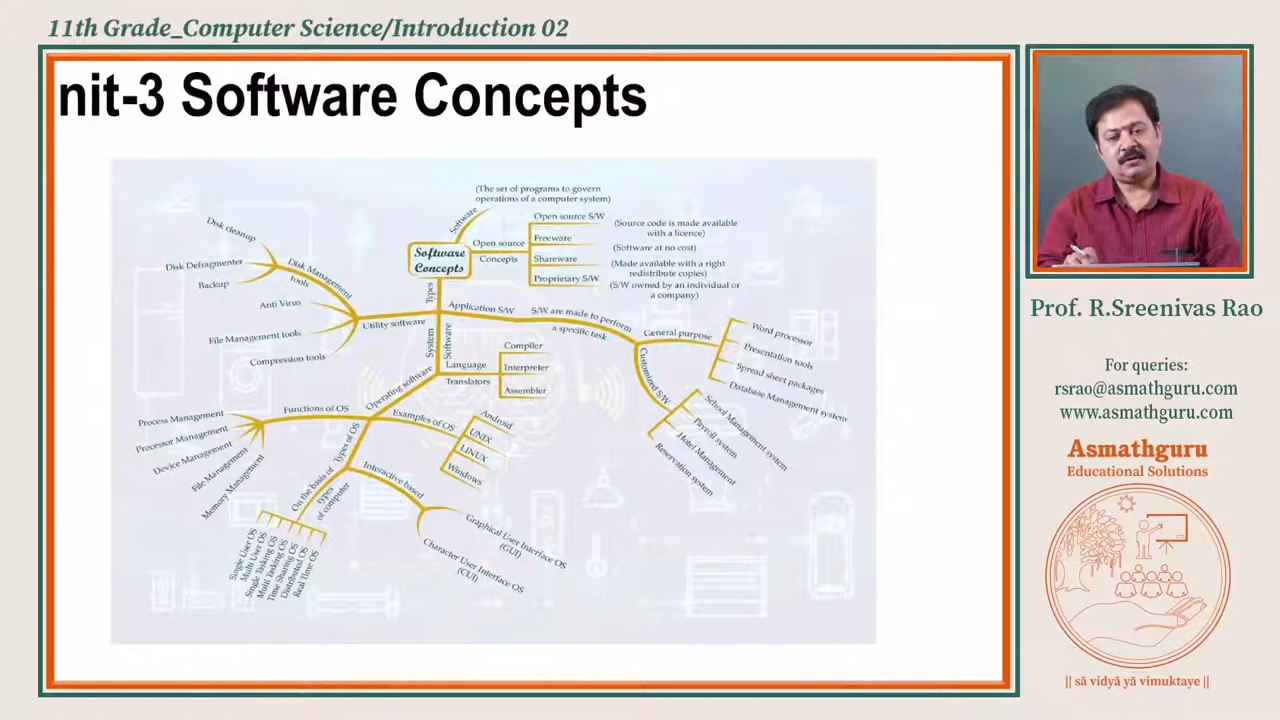 11th Grade_Computer Science/Introduction 02
nit-3 Software Concepts
(The set of programs to govern
operations of a computer system)
Software
Software
Concepts
Open source
Concepts
Open source S/W
(Source code is made available
with a licence)
Freeware
(Software at no cost)
Shareware
(Made available with a right
redistribute copies)
Proprietary S/W
(S/W owned by an individual or
a company)
Types
Disk cleanup
Disk Defragmenter
Backup
Disk Management
tools
Anti Virus
File Management tools
Compression tools
Utility software
Application S/W
S/W are made to perform
a specific task
General purpose
Word processor
Presentation tools
Spread sheet packages
Database Management system
Customized S/W
School Management system
Payroll system
Hotel Management
Reservation system
System
Software
Language
Translators
Compiler
Interpreter
Assembler
Operating software
Functions of OS
Process Management
Processor Management
Device Management
File Management
Memory Management
Examples of OS
Android
UNIX
LINUX
Windows
Types of OS
On the basis of
types
of computer
Single User OS
Multi User OS
Single Tasking OS
Multi Tasking OS
Time Sharing OS
Distributed OS
Real Time OS
Interactive based
Graphical User Interface OS
(GUI)
Character User Interface OS
(CUI)
Prof. R.Sreenivas Rao
For queries:
rsrao@asmathguru.com
www.asmathguru.com
Asmathguru
Educational Solutions
|| sā vidyā yā vimuktaye ||